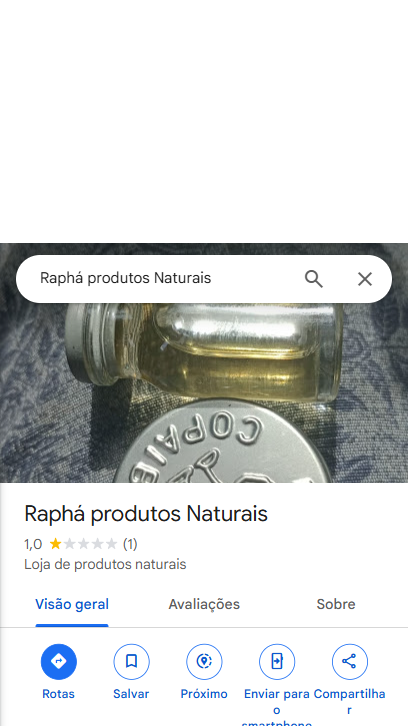 Raphá produtos Naturais
COPAIB
Raphá produtos Naturais
1,0 (1)
Loja de produtos naturais
Visão geral Avaliações Sobre
Rotas Salvar Próximo Enviar para o smartphone Compartilhar